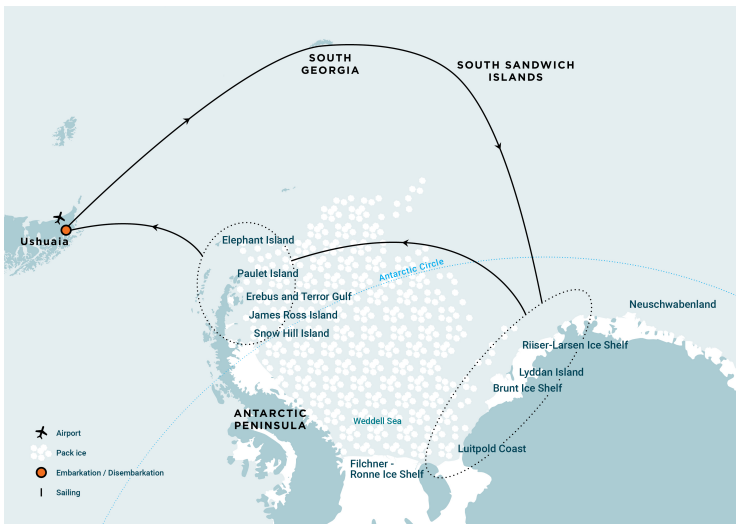 SOUTH
GEORGIA
SOUTH SANDWICH
ISLANDS
Ushuaia
Elephant Island
Antarctic Circle
Paulet Island
Erebus and Terror Gulf
Neuschwabenland
James Ross Island
Snow Hill Island
Riiser-Larsen Ice Shelf
Lyddan Island
Brunt Ice Shelf
ANTARCTIC
PENINSULA
Weddell Sea
Luitpold Coast
Filchner -
Ronne Ice Shelf
Airport
Pack ice
Embarkation / Disembarkation
Sailing